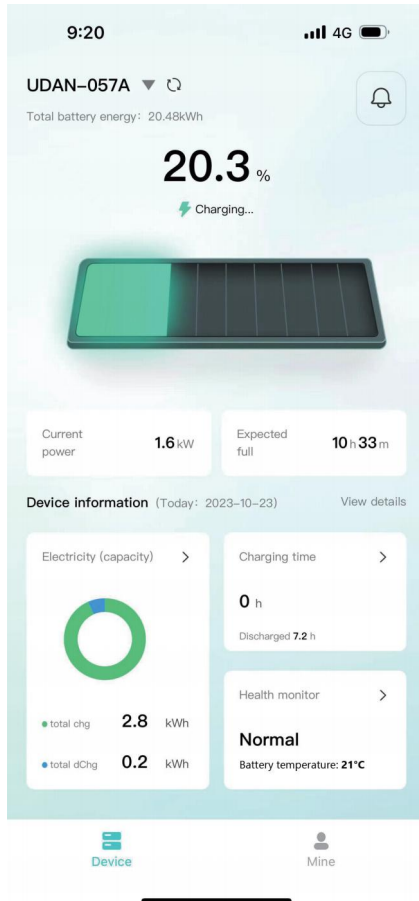 9:20 4G
UDAN-057A
Total battery energy: 20.48kWh
20.3 %
Charging...
Current power 1.6 kW
Expected full 10 h 33 m
Device information (Today: 2023-10-23) View details
Electricity (capacity) >
total chg 2.8 kWh
total dChg 0.2 kWh
Charging time >
0 h
Discharged 7.2 h
Health monitor >
Normal
Battery temperature: 21°C
Device
Mine